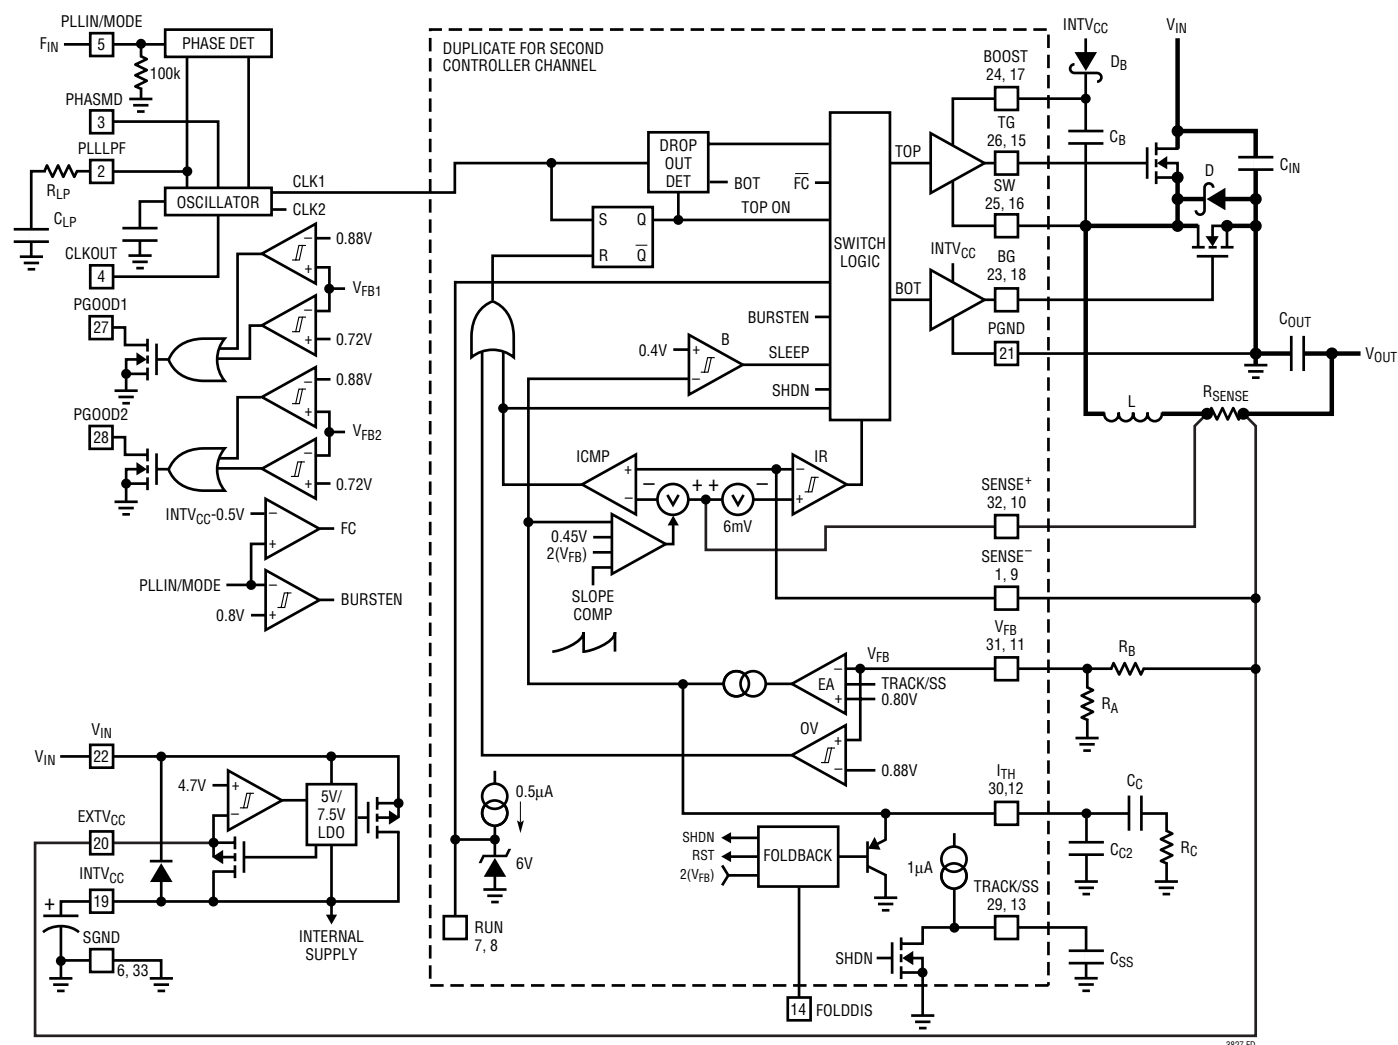 PLLIN/MODE
F_IN
5
PHASE DET
100k
PHASMD
3
PLLLPF
2
R_LP
C_LP
OSCILLATOR
CLK1
CLK2
CLKOUT
4
−
+
0.88V
V_FB1
−
+
0.72V
PGOOD1
27
−
+
0.88V
V_FB2
−
+
0.72V
PGOOD2
28
INTV_CC-0.5V
−
+
FC
PLLIN/MODE
−
0.8V
+
BURSTEN
V_IN
V_IN
22
4.7V
+
−
5V/
7.5V
LDO
EXTV_CC
20
INTV_CC
19
+
SGND
6, 33
INTERNAL
SUPPLY
DUPLICATE FOR SECOND
CONTROLLER CHANNEL
DROP
OUT
DET
BOT
FC
TOP ON
S
Q
R
Q
SWITCH
LOGIC
TOP
BOT
INTV_CC
BURSTEN
B
0.4V
+
−
SLEEP
SHDN
ICMP
+
−
−
+
+
−
V
V
6mV
IR
−
+
0.45V
2(V_FB)
SLOPE
COMP
V_FB
−
EA
+
TRACK/SS
0.80V
OV
+
−
0.88V
0.5µA
6V
RUN
7, 8
SHDN
RST
2(V_FB)
FOLDBACK
1µA
SHDN
14
FOLDDIS
BOOST
24, 17
TG
26, 15
SW
25, 16
BG
23, 18
PGND
21
SENSE+
32, 10
SENSE−
1, 9
V_FB
31, 11
I_TH
30,12
TRACK/SS
29, 13
INTV_CC
V_IN
D_B
C_B
D
C_IN
C_OUT
V_OUT
L
R_SENSE
R_B
R_A
C_C
C_C2
R_C
C_SS
3827 FD